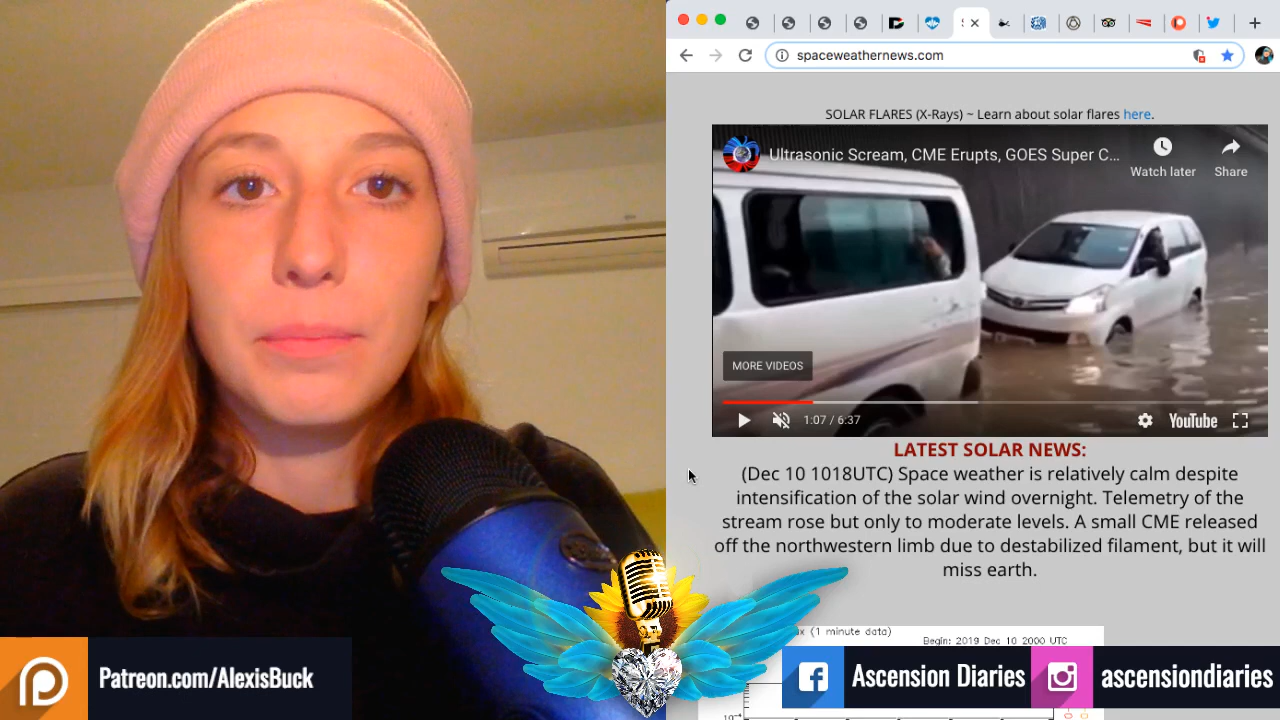 spaceweathernews.com
SOLAR FLARES (X-Rays) ~ Learn about solar flares here.
Ultrasonic Scream, CME Erupts, GOES Super C...
Watch later
Share
MORE VIDEOS
1:07 / 6:37
YouTube
LATEST SOLAR NEWS:
(Dec 10 1018UTC) Space weather is relatively calm despite
intensification of the solar wind overnight. Telemetry of the
stream rose but only to moderate levels. A small CME released
off the northwestern limb due to destabilized filament, but it will
miss earth.
(1 minute data)
Begin: 2019 Dec 10 2000 UTC
Patreon.com/AlexisBuck
Ascension Diaries
ascensiondiaries